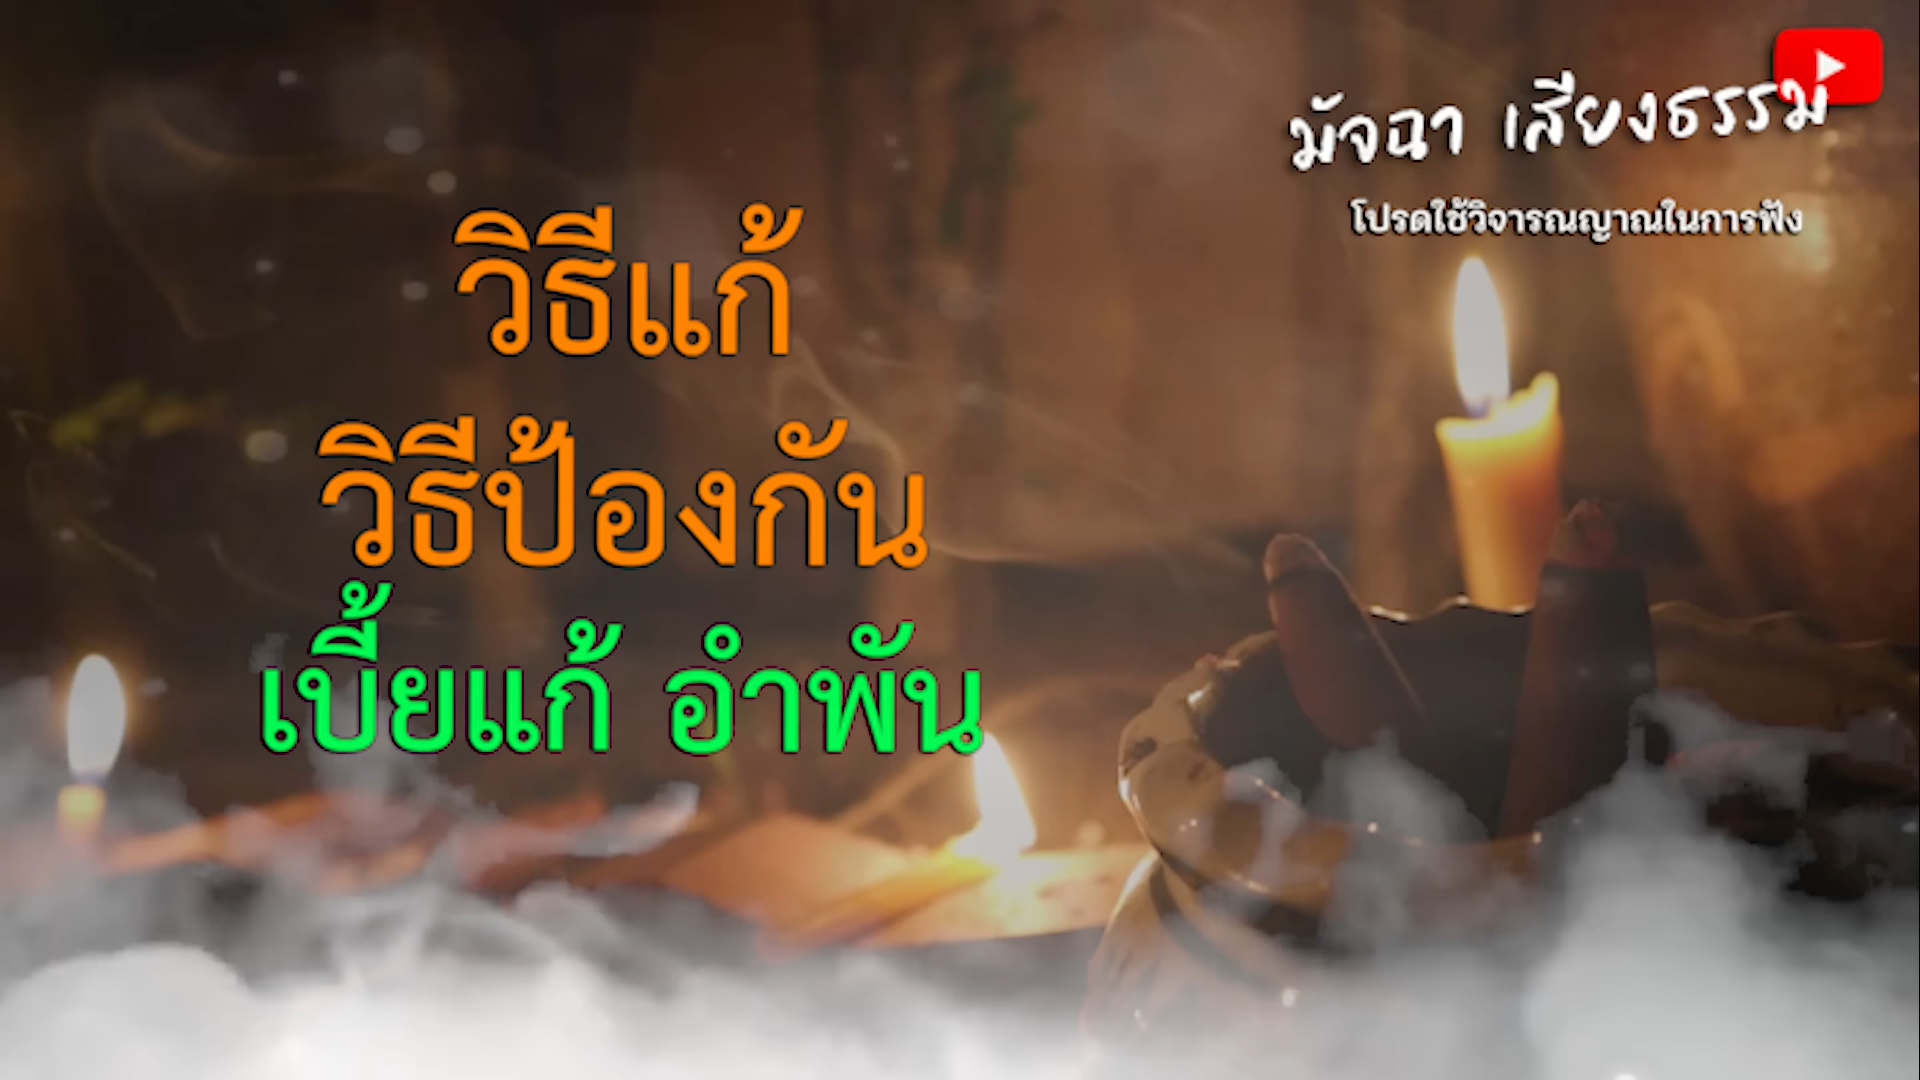 มัจฉา เสียงธรรม
โปรดใช้วิจารณญาณในการฟัง
วิธีแก้
วิธีป้องกัน
เบี้ยแก้ อำพัน